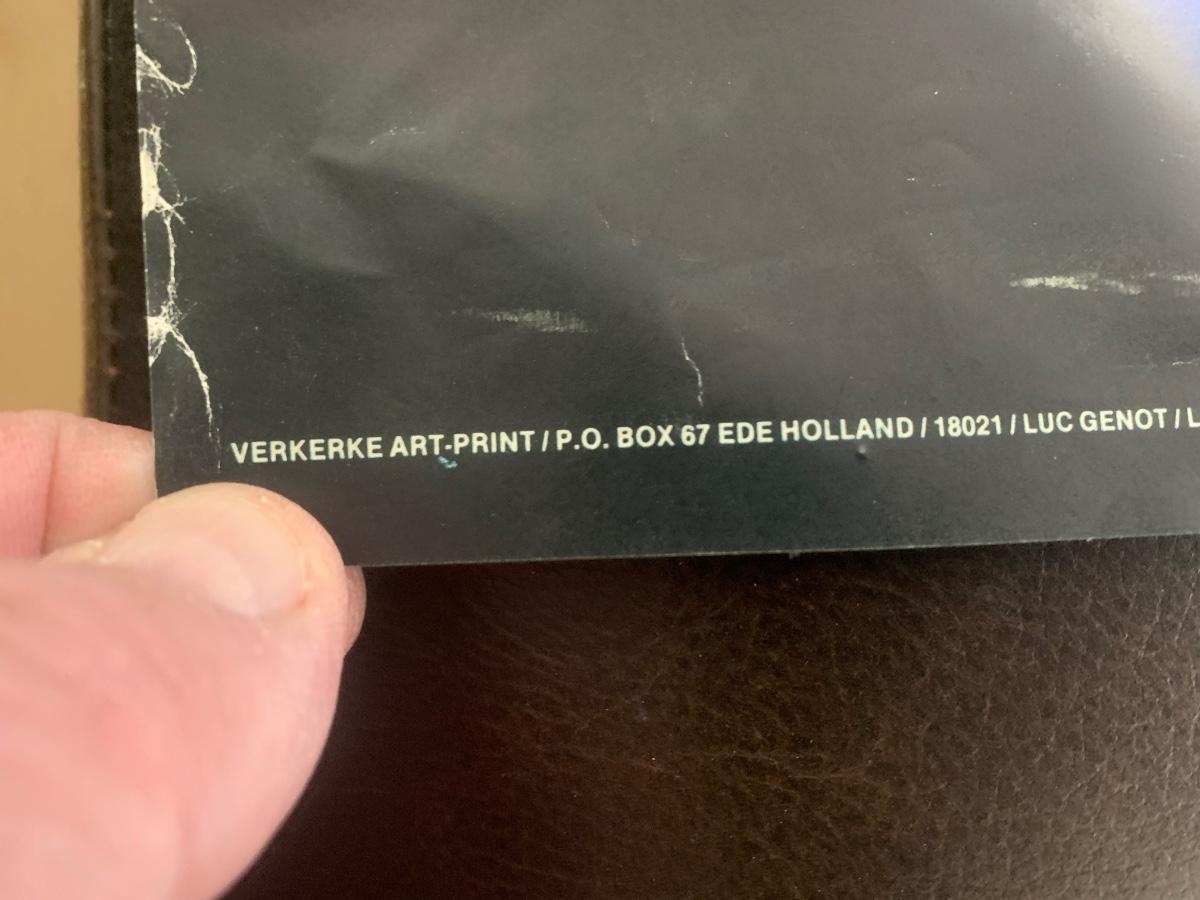 VERKERKE ART-PRINT / P.O. BOX 67 EDE HOLLAND / 18021 / LUC GENOT / L